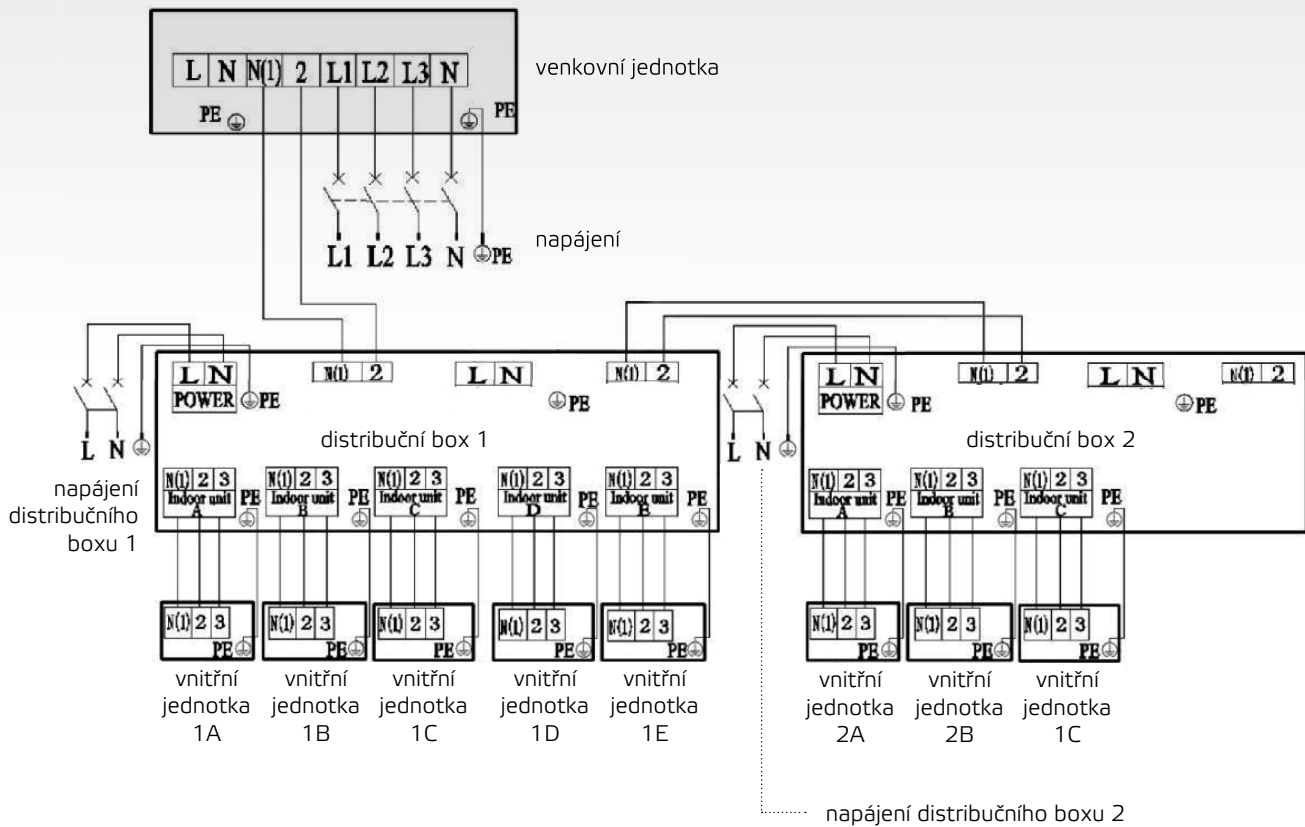 L N N(1) 2 L1 L2 L3 N
venkovní jednotka
PE
PE
L1 L2 L3 N PE
napájení
L N
POWER
PE
N(1) 2
L N
PE
N(1) 2
L N
POWER
PE
N(1) 2
L N
PE
N(1) 2
L N
distribuční box 1
L N
distribuční box 2
napájení
distribučního
boxu 1
N(1) 2 3
Indoor unit
A
PE
N(1) 2 3
Indoor unit
B
PE
N(1) 2 3
Indoor unit
C
PE
N(1) 2 3
Indoor unit
D
PE
N(1) 2 3
Indoor unit
E
PE
N(1) 2 3
Indoor unit
A
PE
N(1) 2 3
Indoor unit
B
PE
N(1) 2 3
Indoor unit
C
PE
N(1) 2 3
PE
N(1) 2 3
PE
N(1) 2 3
PE
N(1) 2 3
PE
N(1) 2 3
PE
N(1) 2 3
PE
N(1) 2 3
PE
N(1) 2 3
PE
vnitřní
jednotka
1A
vnitřní
jednotka
1B
vnitřní
jednotka
1C
vnitřní
jednotka
1D
vnitřní
jednotka
1E
vnitřní
jednotka
2A
vnitřní
jednotka
2B
vnitřní
jednotka
1C
napájení distribučního boxu 2